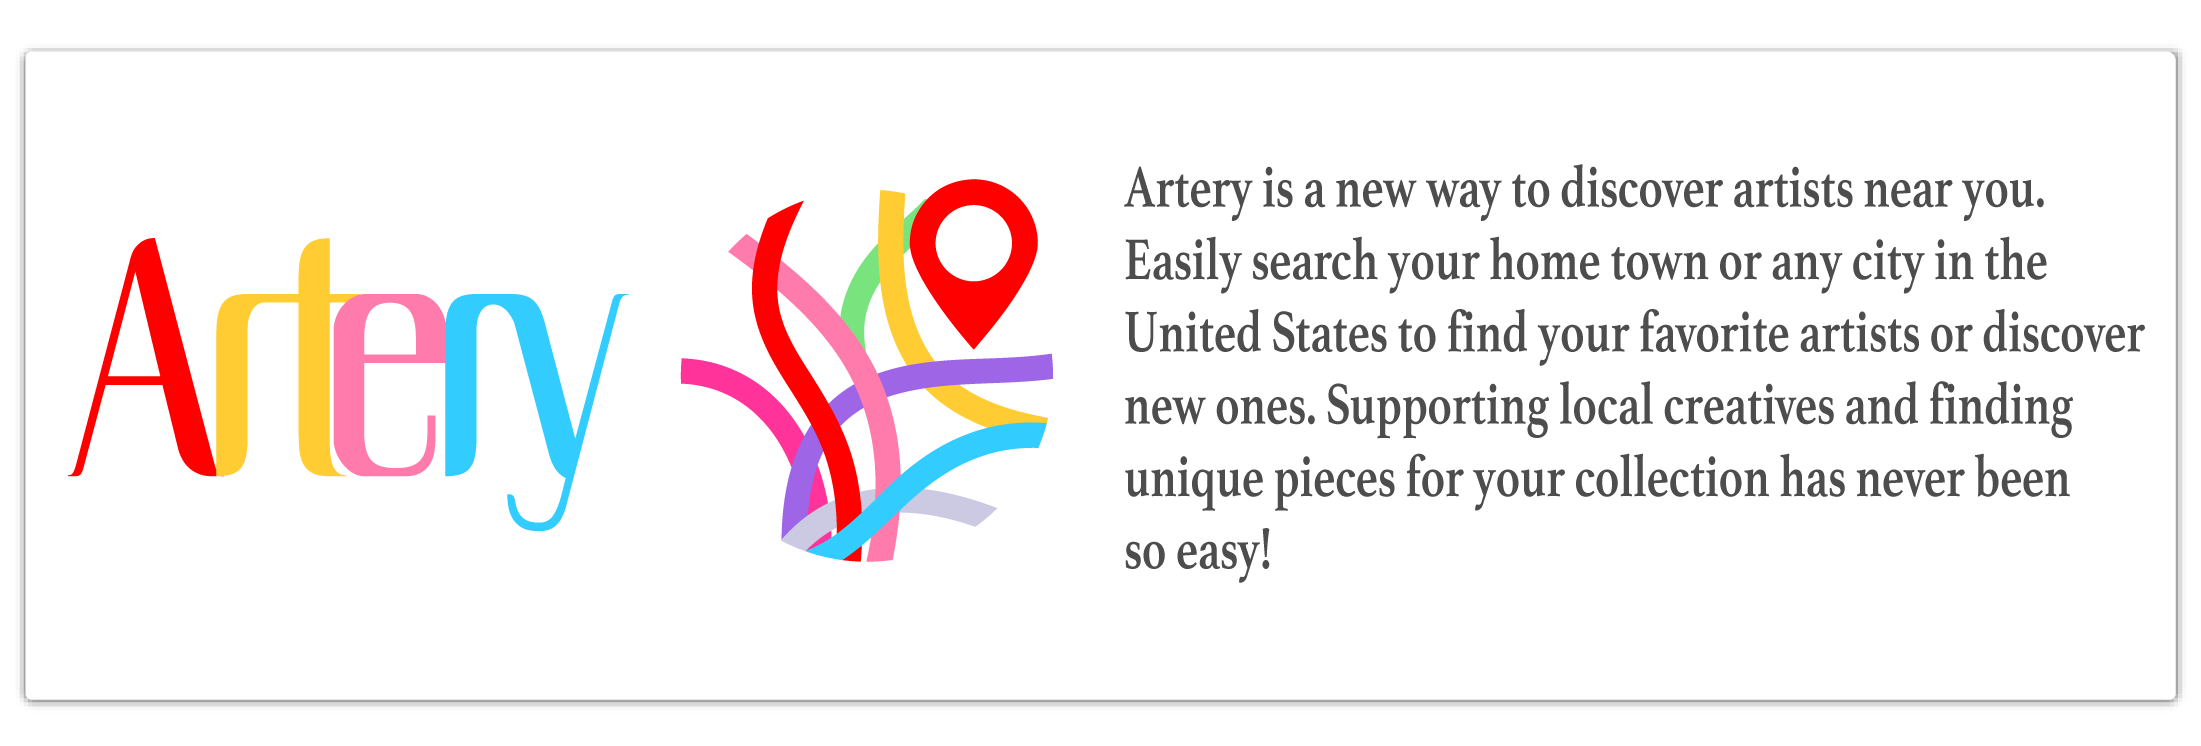 Artery
Artery is a new way to discover artists near you.
Easily search your home town or any city in the
United States to find your favorite artists or discover
new ones. Supporting local creatives and finding
unique pieces for your collection has never been
so easy!